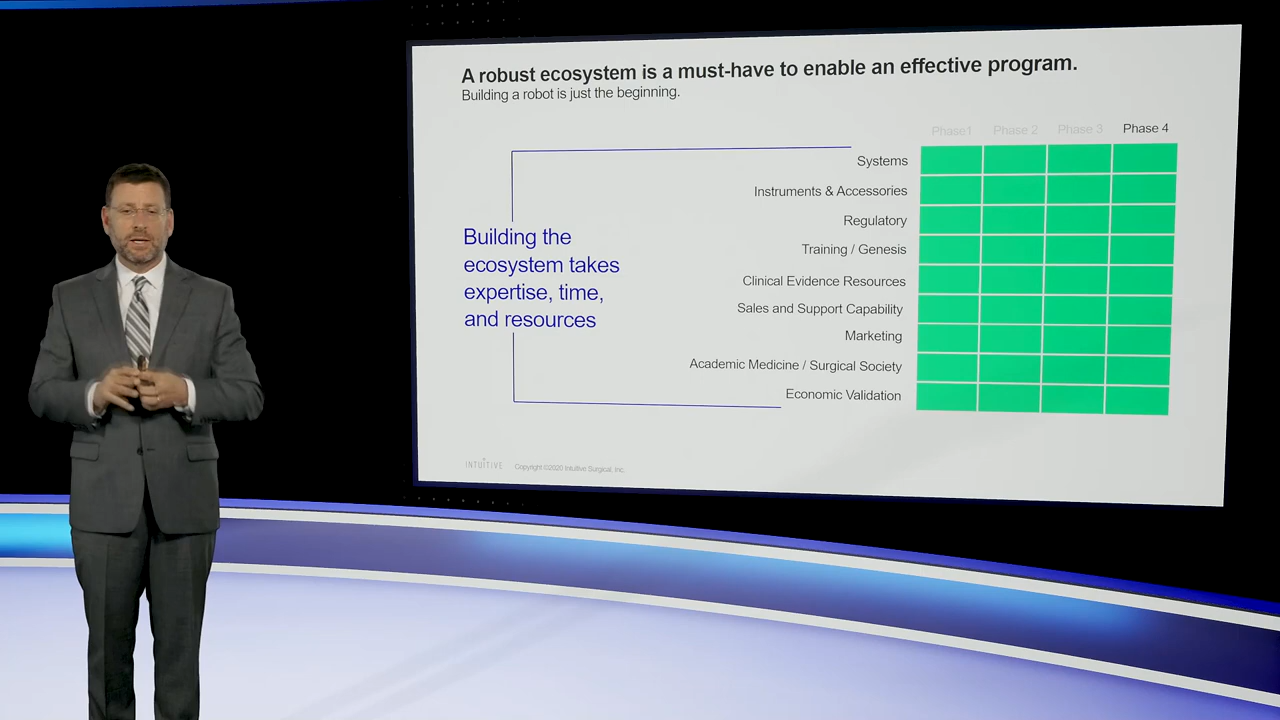 A robust ecosystem is a must-have to enable an effective program.
Building a robot is just the beginning.
Phase1 Phase 2 Phase 3 Phase 4
Systems
Instruments & Accessories
Regulatory
Training / Genesis
Clinical Evidence Resources
Sales and Support Capability
Marketing
Academic Medicine / Surgical Society
Economic Validation
Building the
ecosystem takes
expertise, time,
and resources
INTUITIVE Copyright ©2020 Intuitive Surgical, Inc.